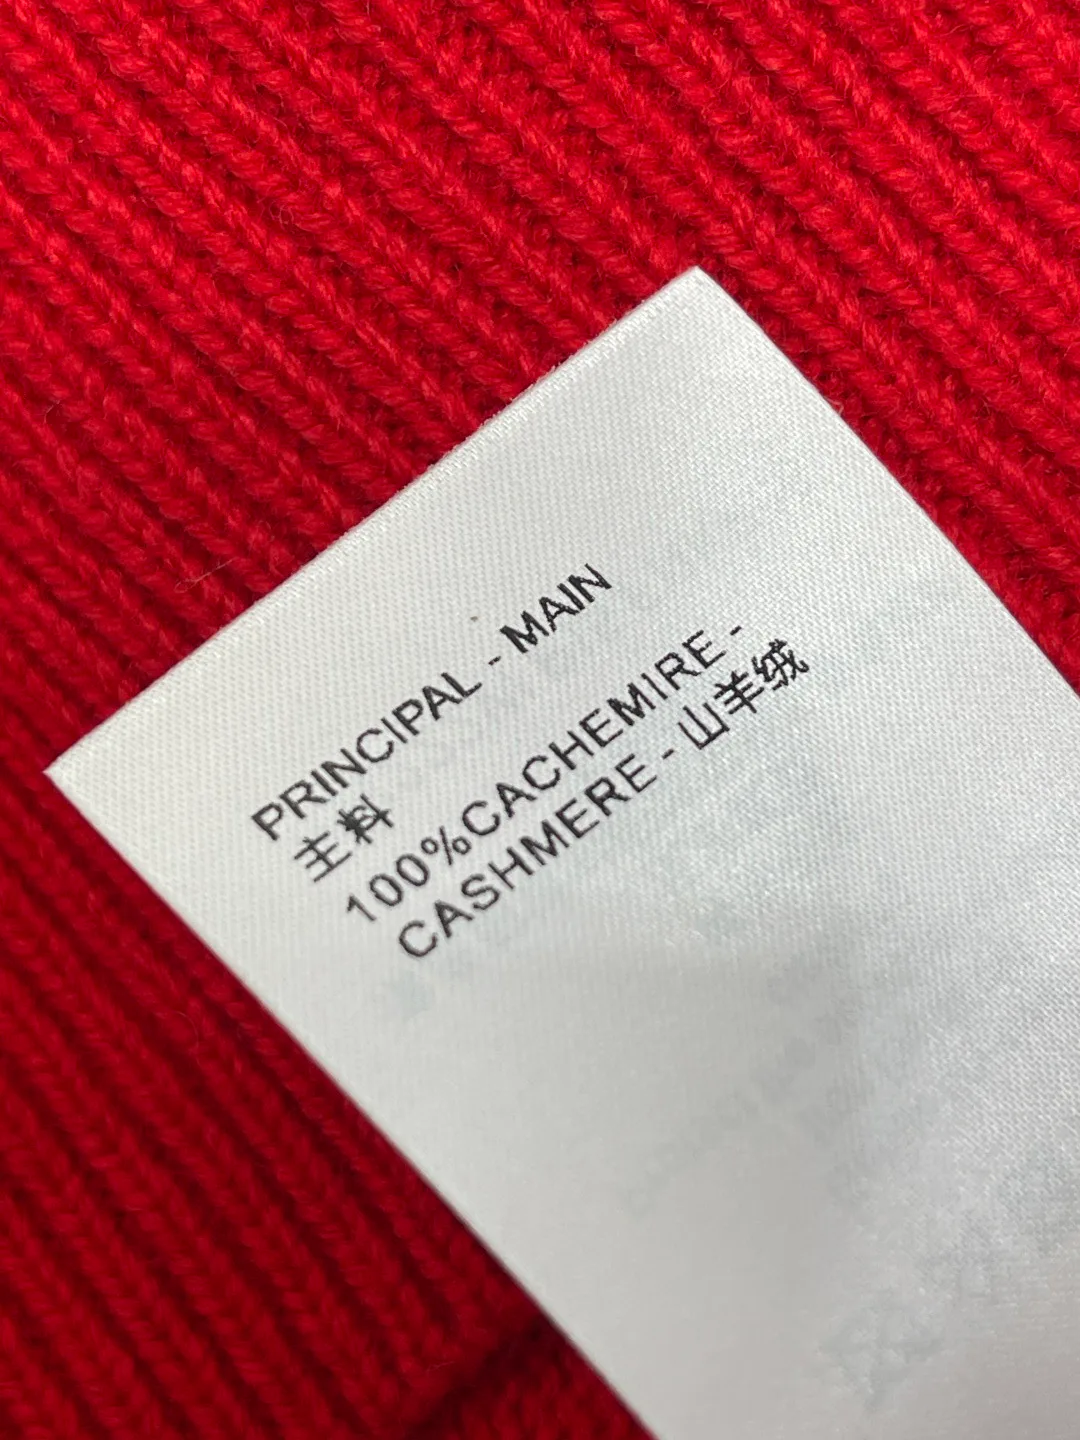 PRINCIPAL - MAIN
主料
100%CACHEMIRE -
CASHMERE - 山羊绒